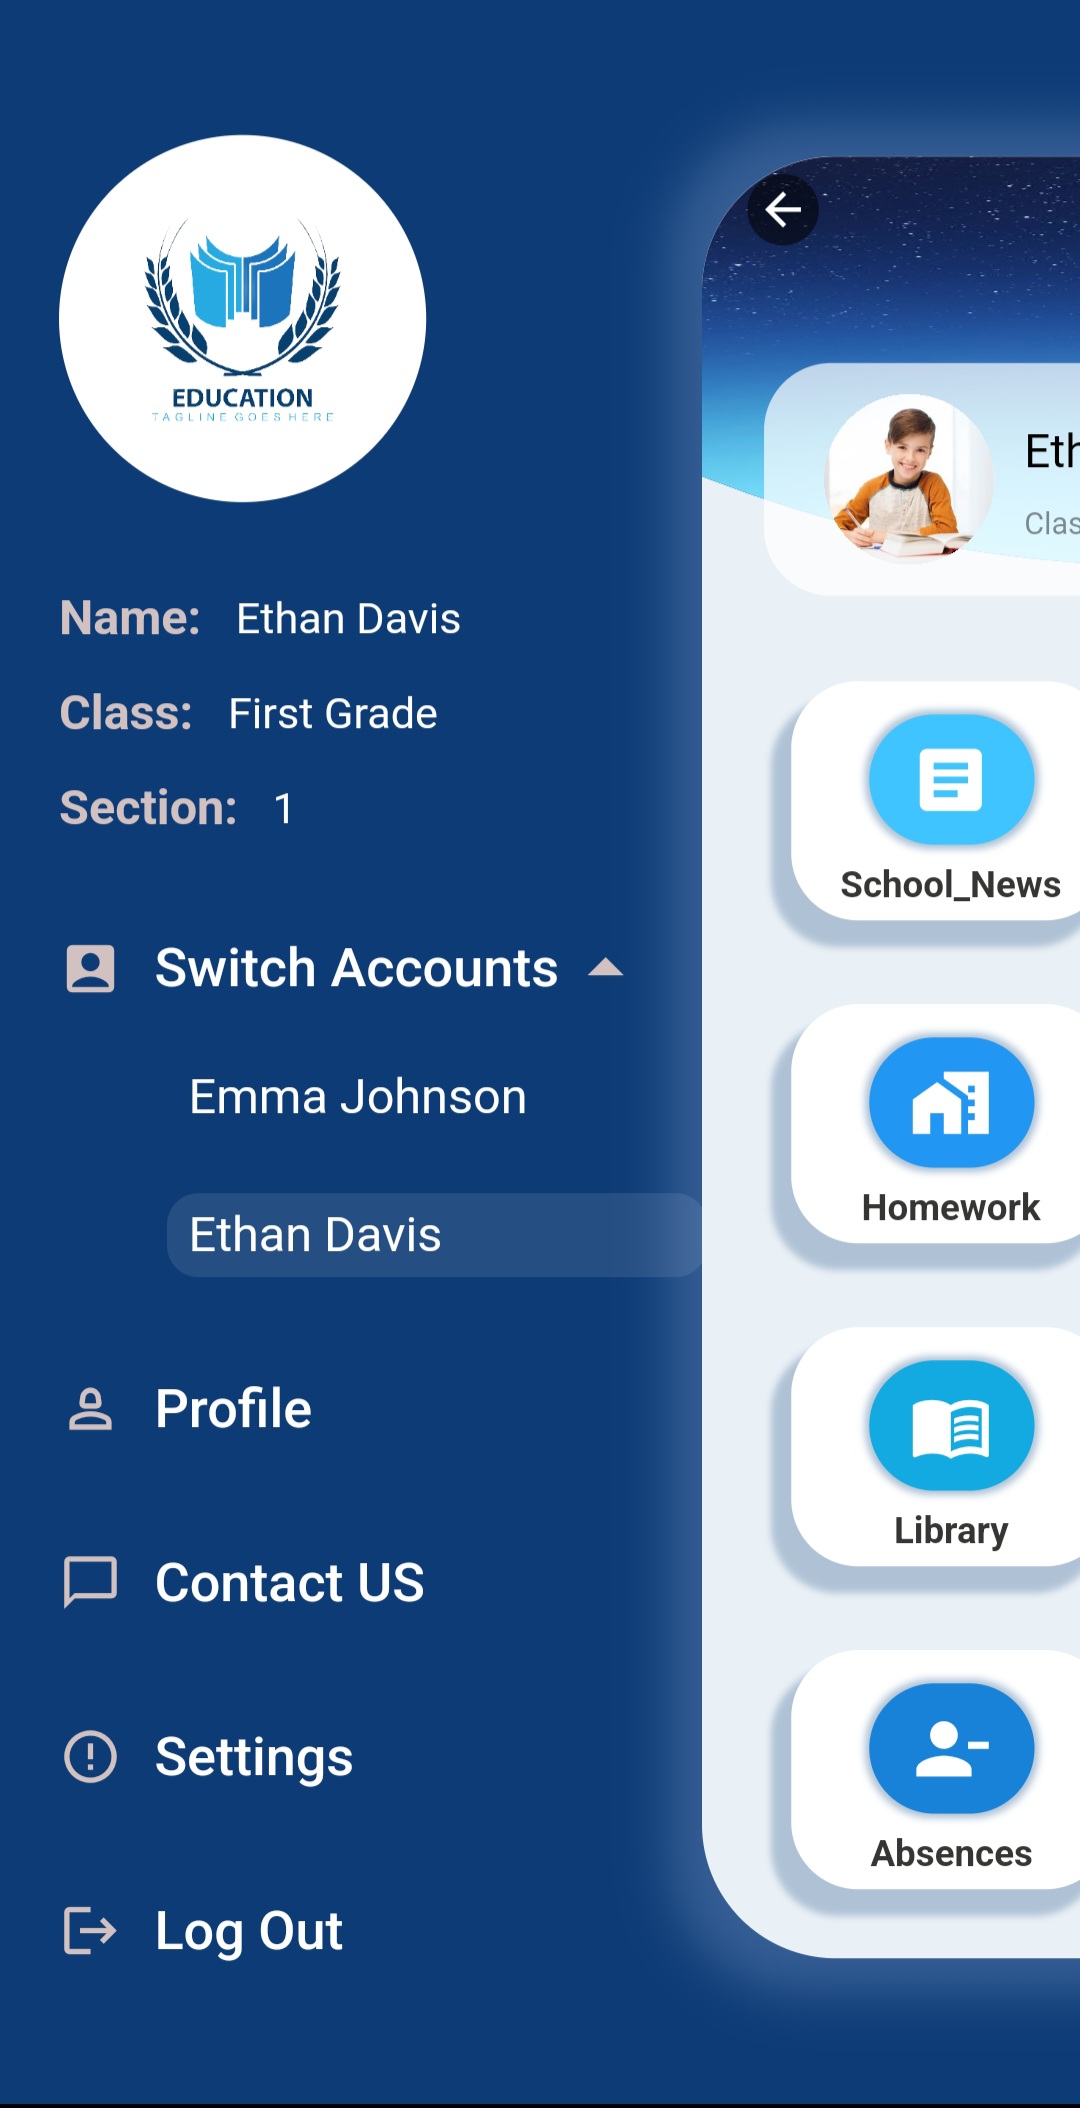 EDUCATION
TAGLINE GOES HERE
Name: Ethan Davis
Class: First Grade
Section: 1
Switch Accounts
Emma Johnson
Ethan Davis
Profile
Contact US
Settings
Log Out
Eth
Clas
School_News
Homework
Library
Absences